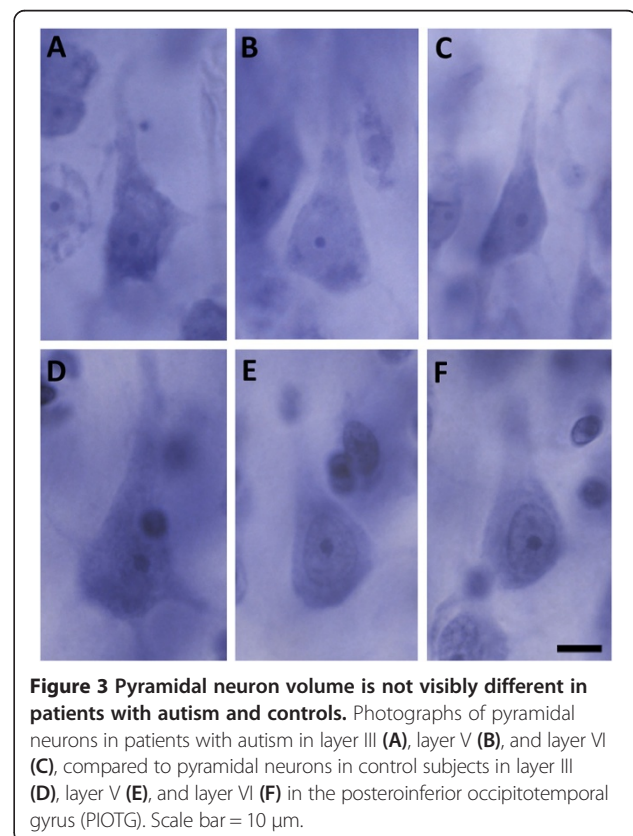 A
B
C
D
E
F
Figure 3 Pyramidal neuron volume is not visibly different in
patients with autism and controls. Photographs of pyramidal
neurons in patients with autism in layer III (A), layer V (B), and layer VI
(C), compared to pyramidal neurons in control subjects in layer III
(D), layer V (E), and layer VI (F) in the posteroinferior occipitotemporal
gyrus (PIOTG). Scale bar = 10 μm.